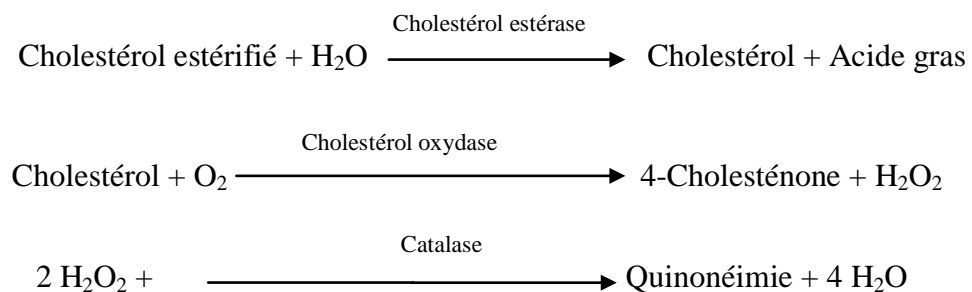 Cholestérol estérase
Cholestérol estérifié + H₂O → Cholestérol + Acide gras
Cholestérol oxydase
Cholestérol + O₂ → 4-Cholesténone + H₂O₂
Catalase
2 H₂O₂ + → Quinonéimie + 4 H₂O